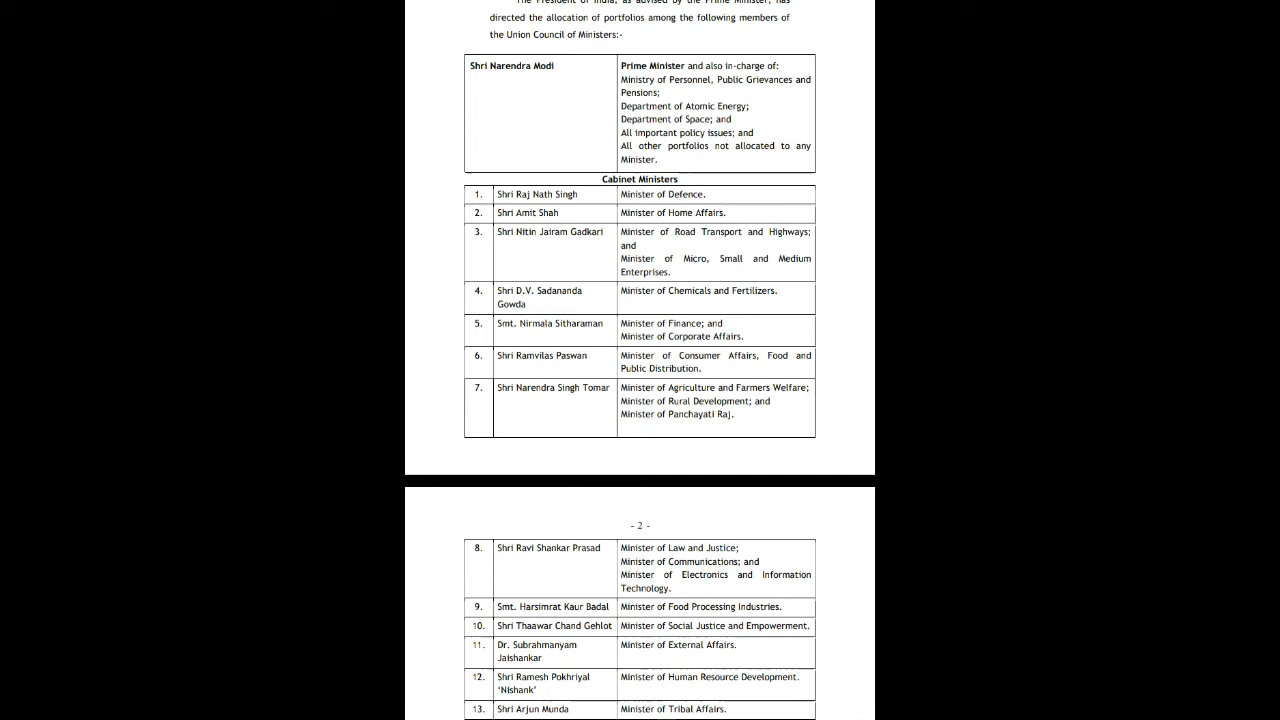 The President of India, as advised by the Prime Minister, has
directed the allocation of portfolios among the following members of
the Union Council of Ministers:-
Shri Narendra Modi
Prime Minister and also in-charge of:
Ministry of Personnel, Public Grievances and
Pensions;
Department of Atomic Energy;
Department of Space; and
All important policy issues; and
All other portfolios not allocated to any
Minister.
Cabinet Ministers
1. Shri Raj Nath Singh Minister of Defence.
2. Shri Amit Shah Minister of Home Affairs.
3. Shri Nitin Jairam Gadkari Minister of Road Transport and Highways;
and
Minister of Micro, Small and Medium
Enterprises.
4. Shri D.V. Sadananda Minister of Chemicals and Fertilizers.
Gowda
5. Smt. Nirmala Sitharaman Minister of Finance; and
Minister of Corporate Affairs.
6. Shri Ramvilas Paswan Minister of Consumer Affairs, Food and
Public Distribution.
7. Shri Narendra Singh Tomar Minister of Agriculture and Farmers Welfare;
Minister of Rural Development; and
Minister of Panchayati Raj.
- 2 -
8. Shri Ravi Shankar Prasad Minister of Law and Justice;
Minister of Communications; and
Minister of Electronics and Information
Technology.
9. Smt. Harsimrat Kaur Badal Minister of Food Processing Industries.
10. Shri Thaawar Chand Gehlot Minister of Social Justice and Empowerment.
11. Dr. Subrahmanyam Minister of External Affairs.
Jaishankar
12. Shri Ramesh Pokhriyal Minister of Human Resource Development.
‘Nishank’
13. Shri Arjun Munda Minister of Tribal Affairs.